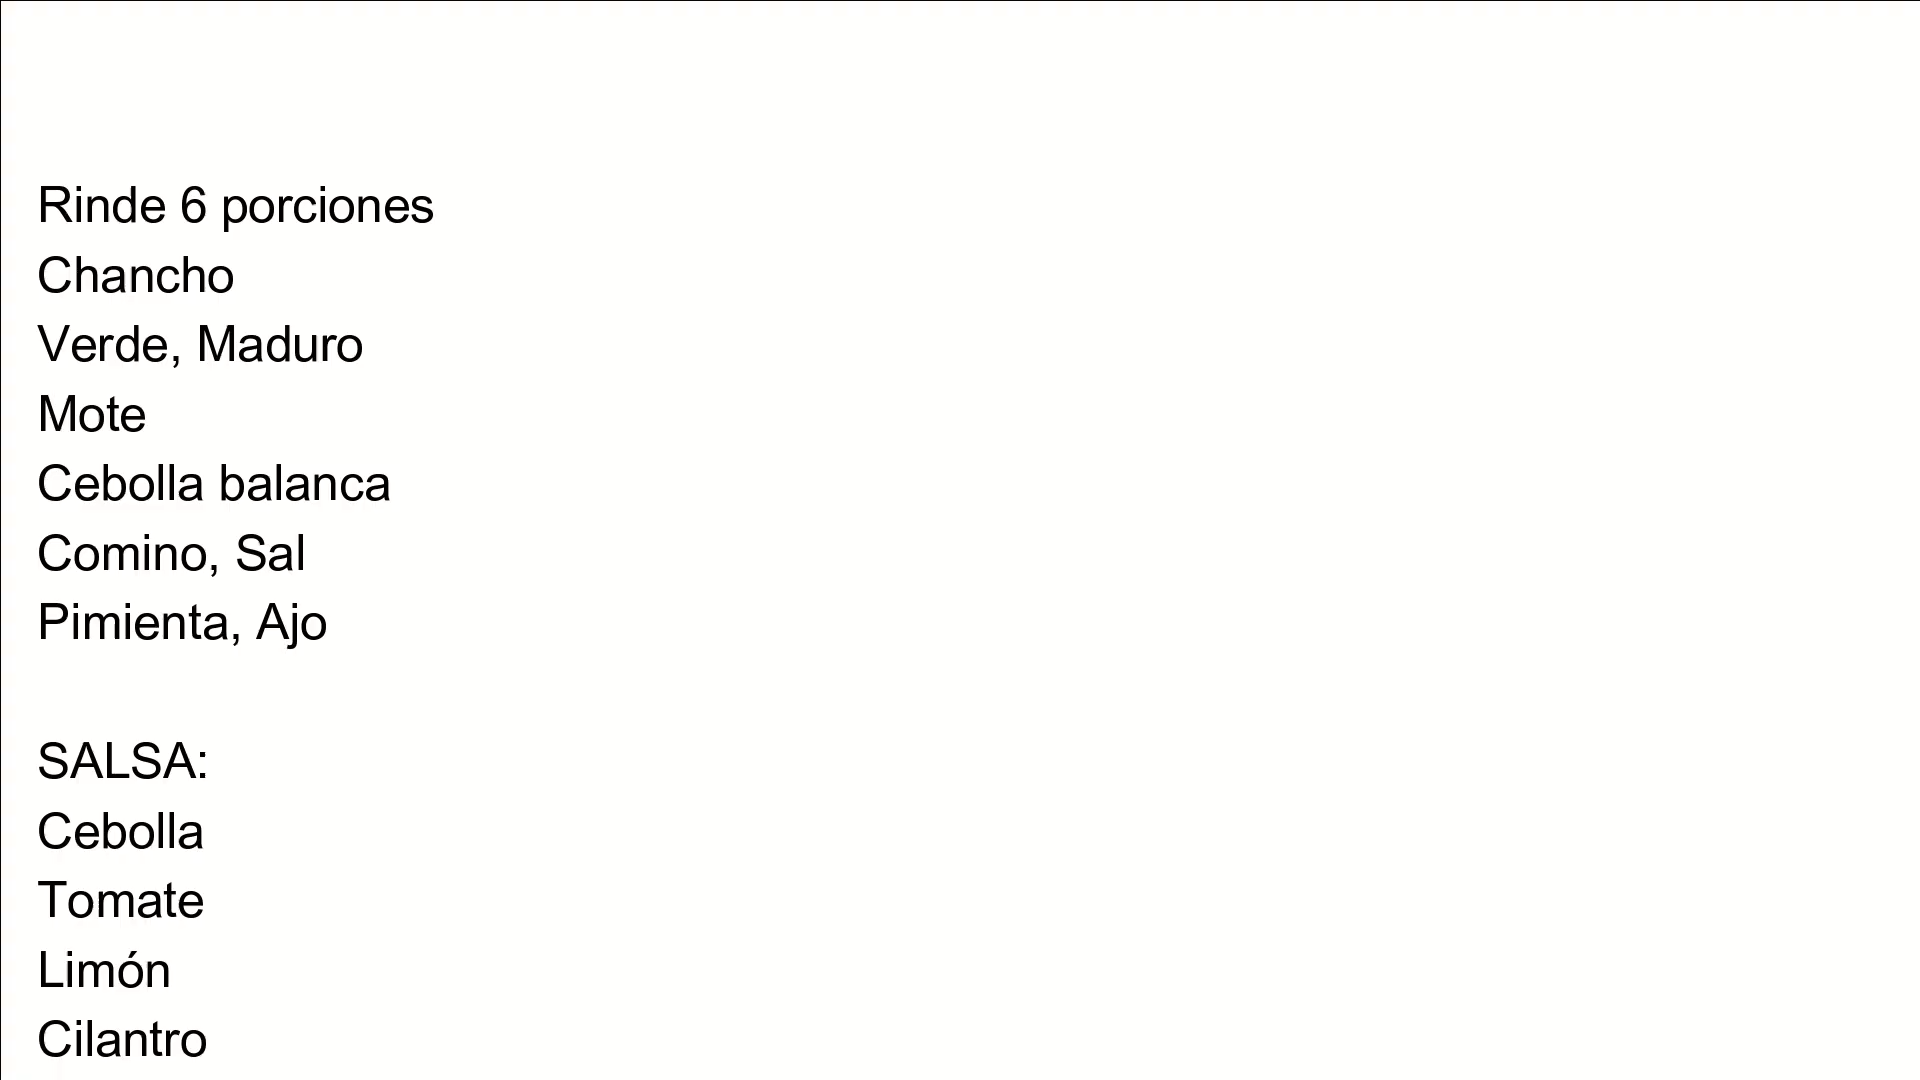 Rinde 6 porciones
Chancho
Verde, Maduro
Mote
Cebolla balanca
Comino, Sal
Pimienta, Ajo
SALSA:
Cebolla
Tomate
Limón
Cilantro